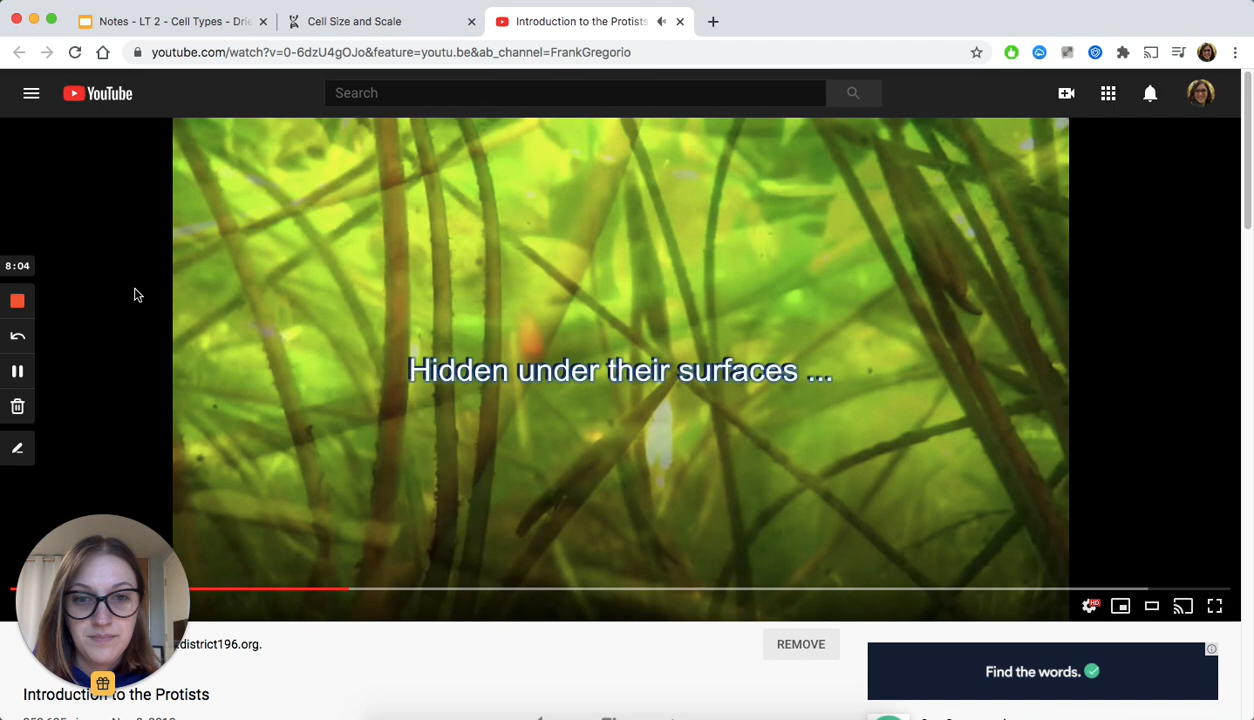 Notes - LT 2 - Cell Types - Drie
Cell Size and Scale
Introduction to the Protists
youtube.com/watch?v=0-6dzU4gOJo&feature=youtu.be&ab_channel=FrankGregorio
YouTube
Search
8:04
Hidden under their surfaces ...
HD
district196.org.
REMOVE
Find the words.
Introduction to the Protists